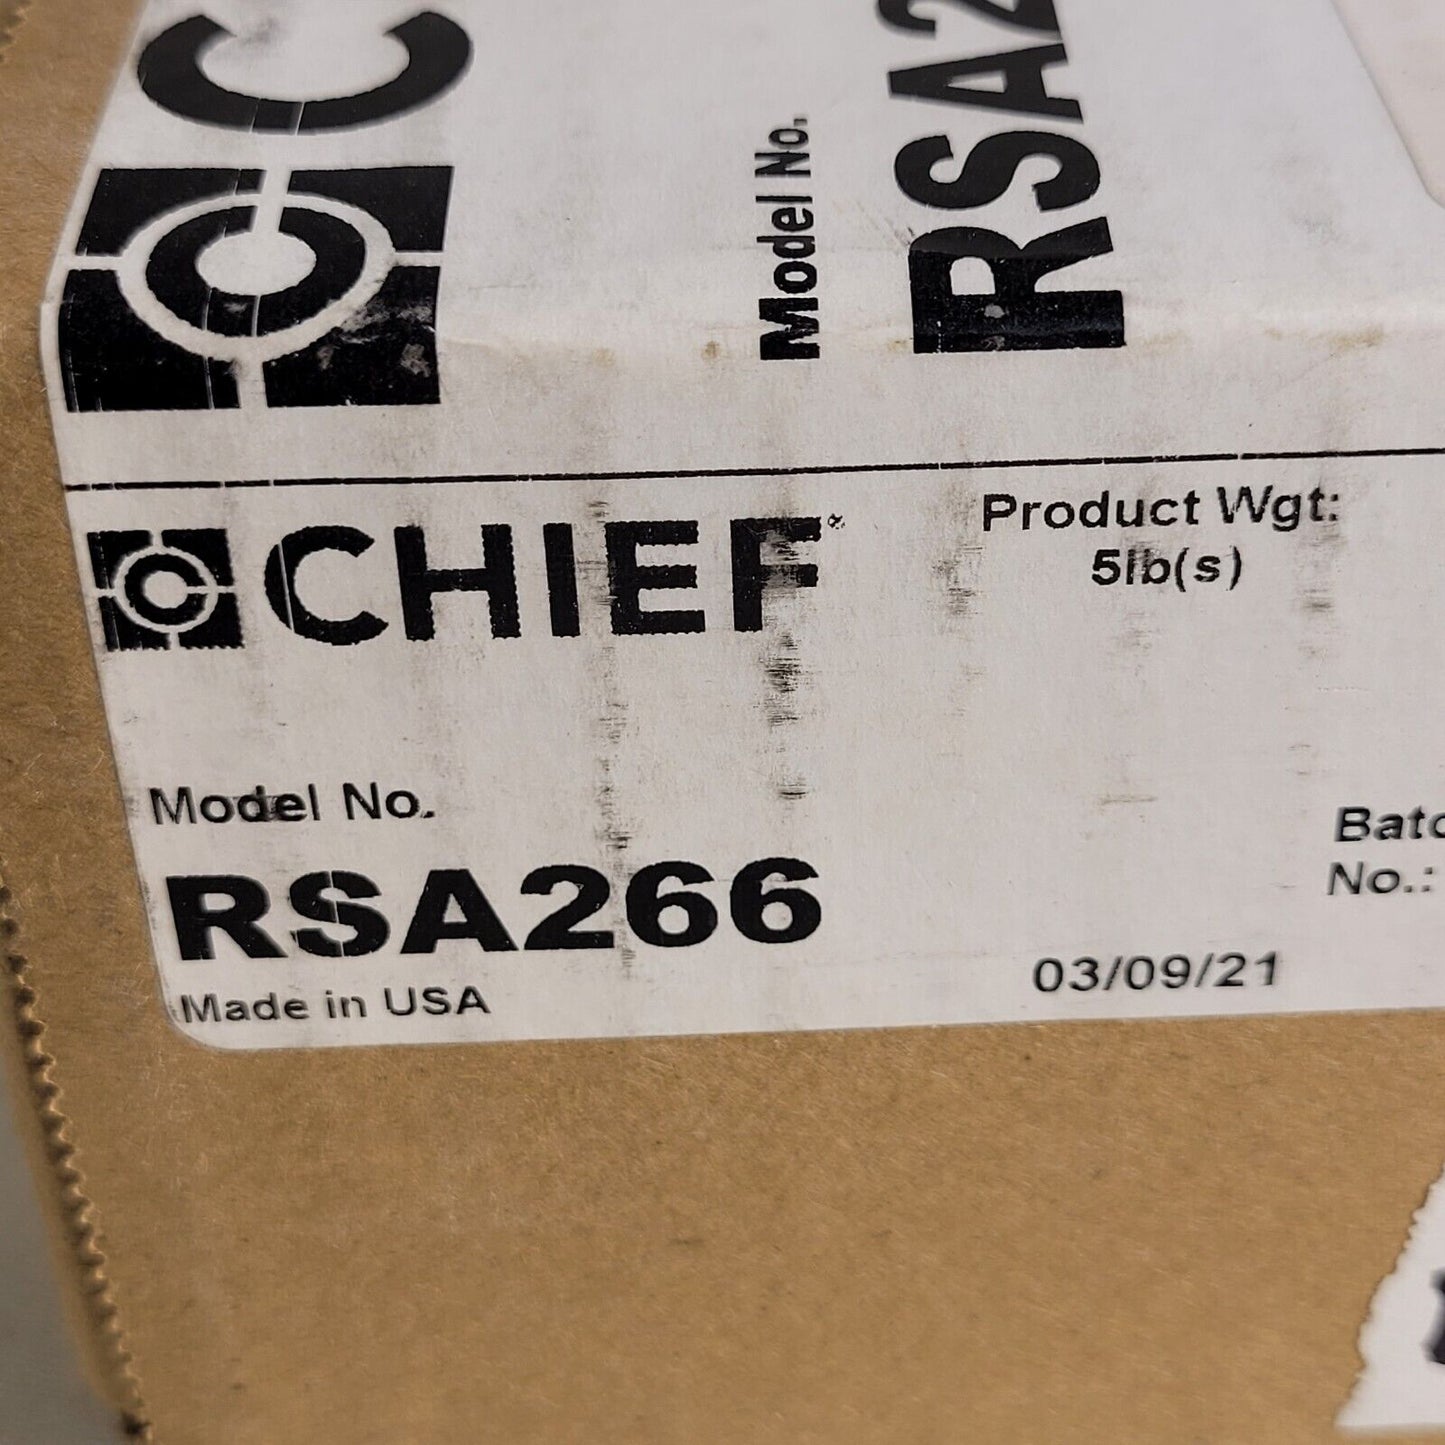 C
Model No.
RSA2
CHIEF
Product Wgt:
5lb(s)
Model No.
RSA266
Made in USA
03/09/21
No.: